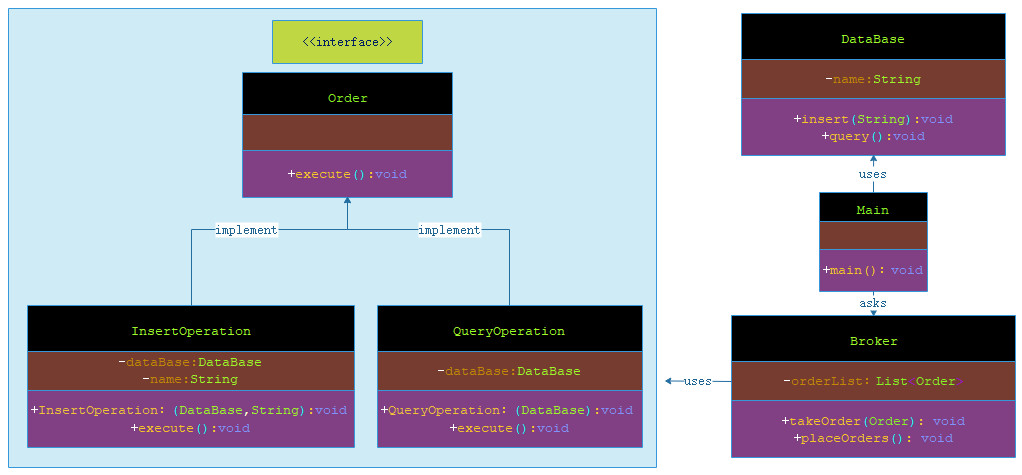 <<interface>>
Order
+execute():void
implement
implement
InsertOperation
-dataBase:DataBase
-name:String
+InsertOperation: (DataBase,String):void
+execute():void
QueryOperation
-dataBase:DataBase
+QueryOperation: (DataBase):void
+execute():void
DataBase
-name:String
+insert(String):void
+query():void
uses
Main
+main(): void
asks
Broker
-orderList: List<Order>
+takeOrder(Order): void
+placeOrders(): void
uses